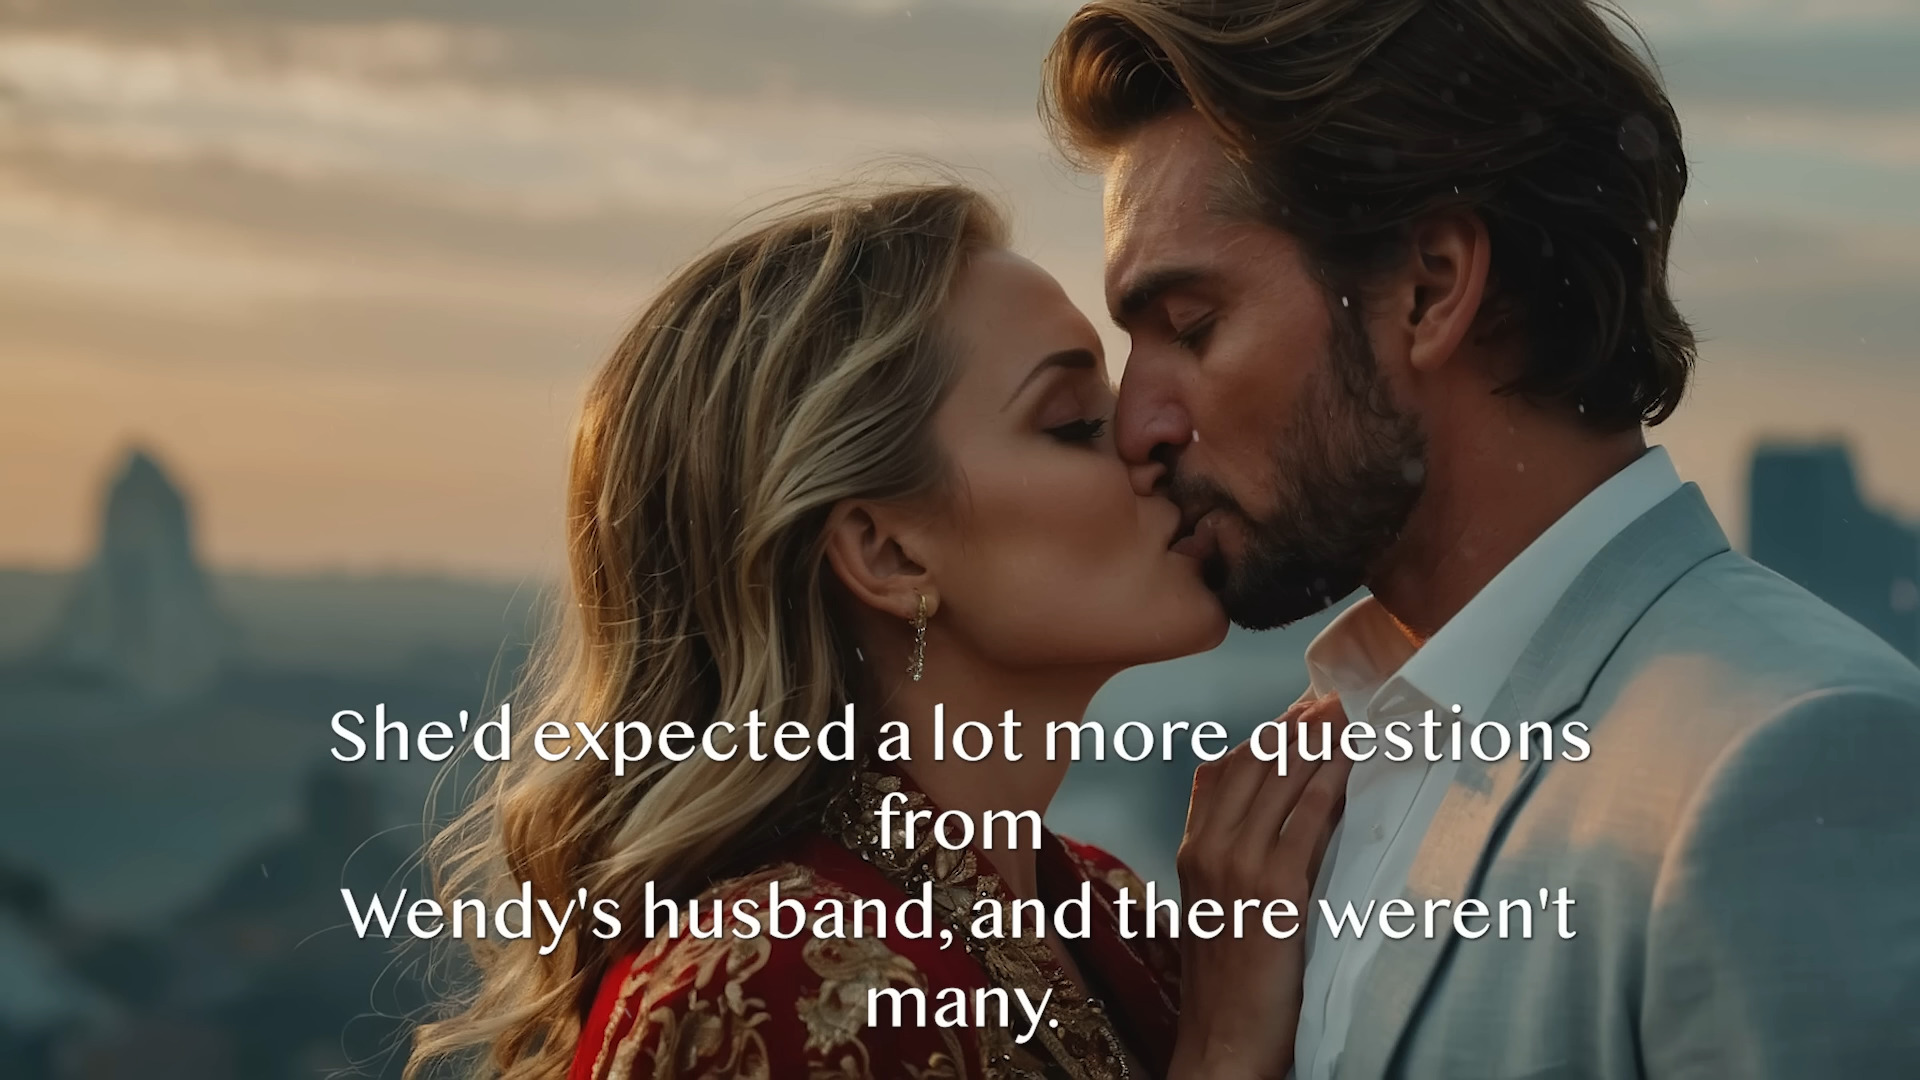 She'd expected a lot more questions
from
Wendy's husband, and there weren't
many.